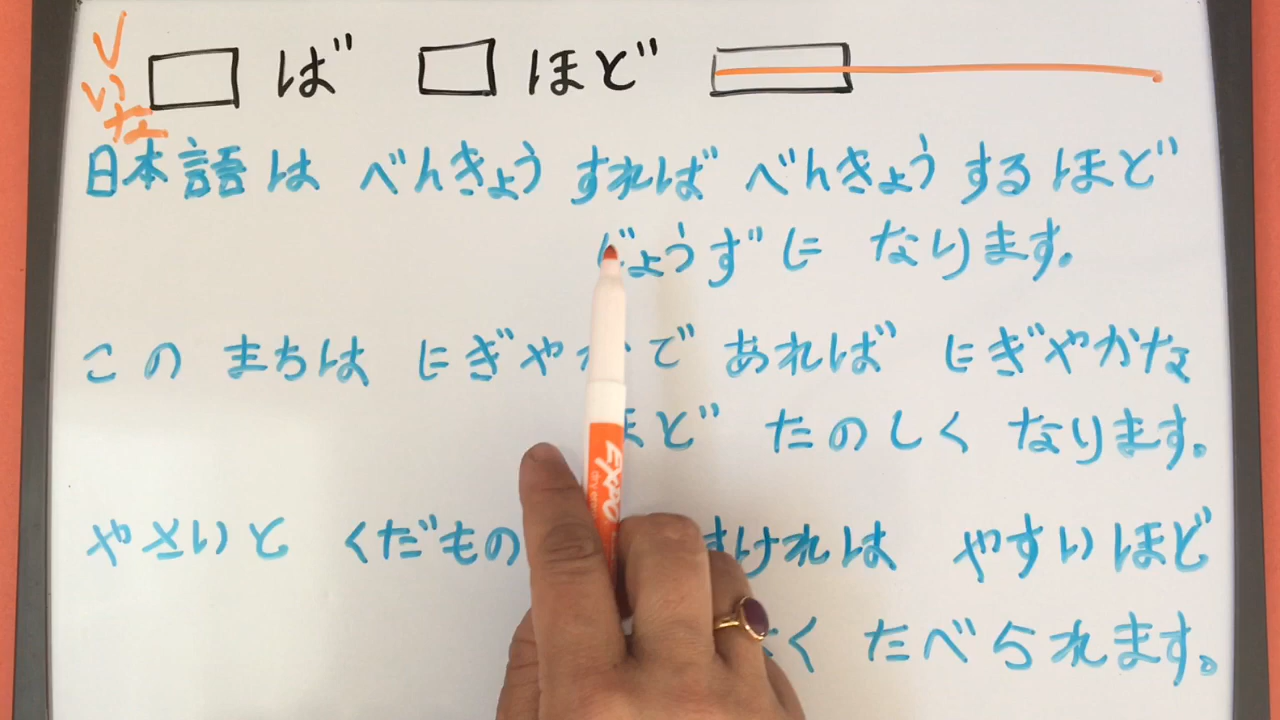 V
い
な
ば ほど
日本語は べんきょう すれば べんきょう するほど
じょうずに なります。
この まちは にぎやかで あれば にぎやかな
ど たのしく なります。
やさいと くだもの ければ やすいほど
く たべられます。
EXPO
dry erase